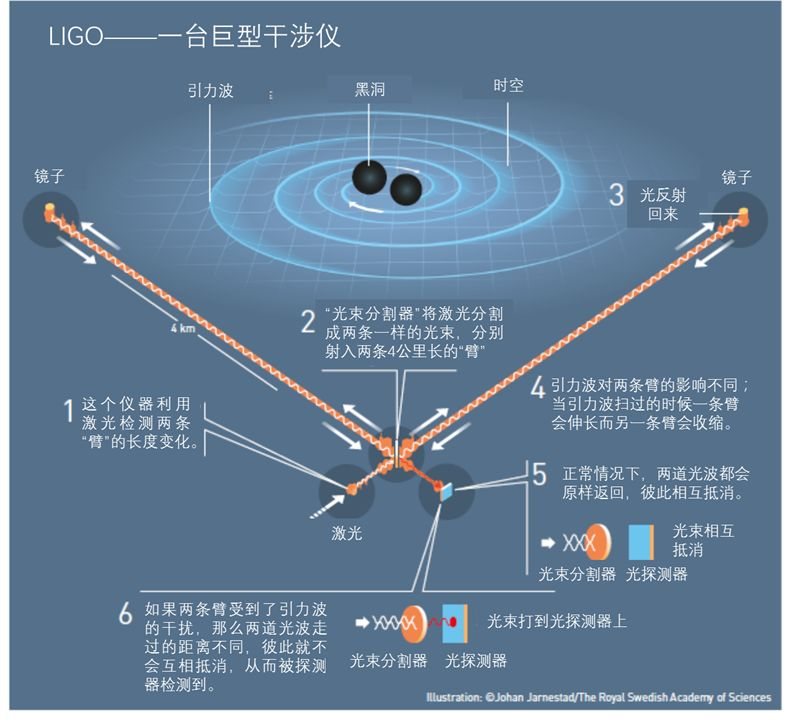 LIGO——一台巨型干涉仪
引力波
黑洞
时空
镜子
3
光反射
回来
镜子
4 km
2
“光束分割器”将激光分割
成两条一样的光束，分别
射入两条4公里长的“臂”
1
这个仪器利用
激光检测两条
“臂”的长度变化。
4
引力波对两条臂的影响不同；
当引力波扫过的时候一条臂
会伸长而另一条臂会收缩。
激光
5
正常情况下，两道光波都会
原样返回，彼此相互抵消。
光束相互
抵消
光束分割器
光探测器
6
如果两条臂受到了引力波
的干扰，那么两道光波走
过的距离不同，彼此就不
会互相抵消，从而被探测
器检测到。
光束打到光探测器上
光束分割器
光探测器
Illustration: ©Johan Jarnestad/The Royal Swedish Academy of Sciences